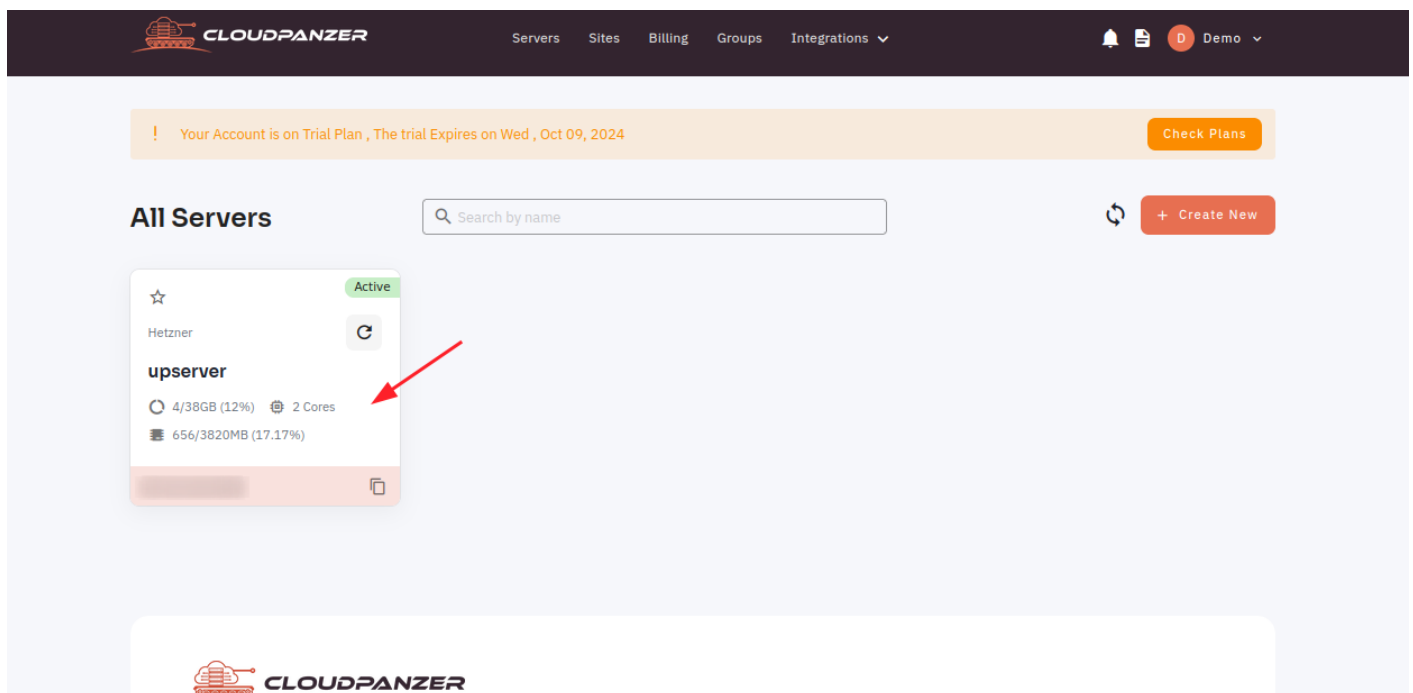 CLOUDPANZER Servers Sites Billing Groups Integrations D Demo
! Your Account is on Trial Plan , The trial Expires on Wed , Oct 09, 2024 Check Plans
All Servers Search by name + Create New
Active
Hetzner
upserver
4/38GB (12%) 2 Cores
656/3820MB (17.17%)
CLOUDPANZER